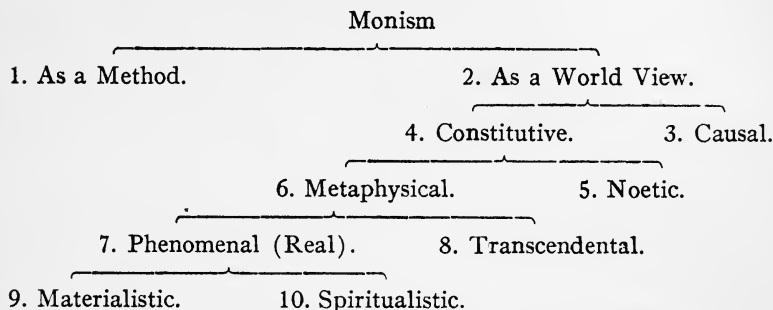 Monism
1. As a Method. 2. As a World View.
4. Constitutive. 3. Causal.
6. Metaphysical. 5. Noetic.
7. Phenomenal (Real). 8. Transcendental.
9. Materialistic. 10. Spiritualistic.